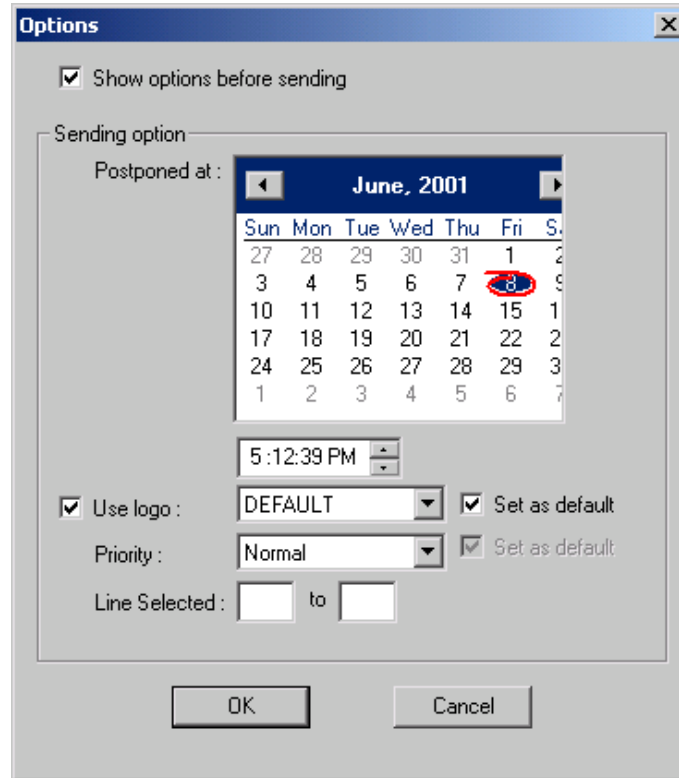 Options
Show options before sending
Sending option
Postponed at :
June, 2001
Sun Mon Tue Wed Thu Fri
27 28 29 30 31 1
3 4 5 6 7 8
10 11 12 13 14 15
17 18 19 20 21 22
24 25 26 27 28 29
1 2 3 4 5 6
5 :12:39 PM
Use logo : DEFAULT Set as default
Priority : Normal Set as default
Line Selected : to
OK Cancel